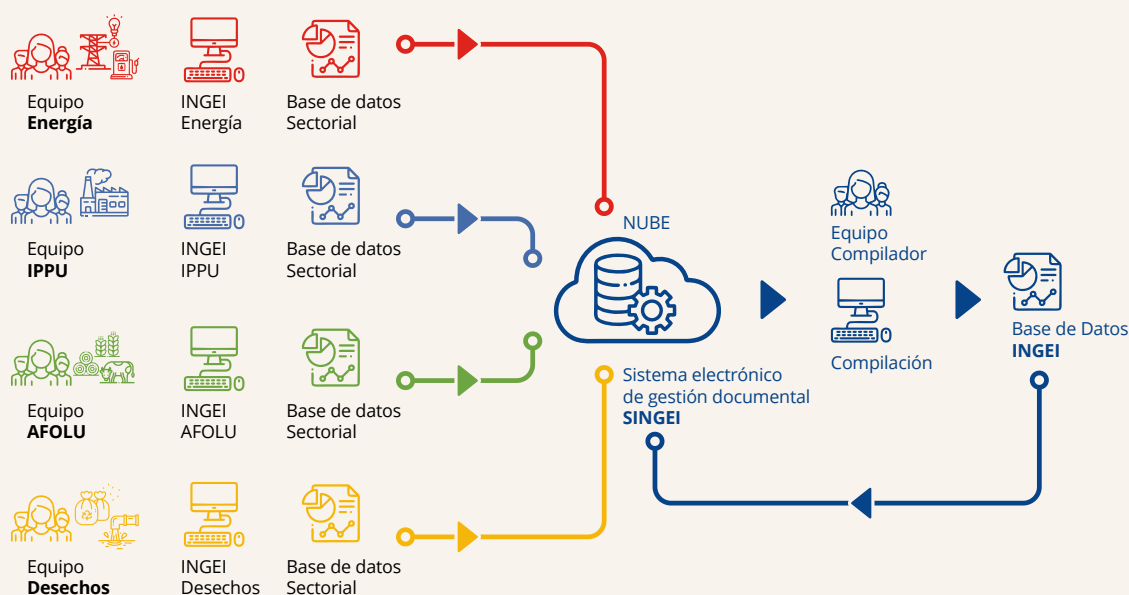 Equipo
Energía
INGEI
Energía
Base de datos
Sectorial
Equipo
IPPU
INGEI
IPPU
Base de datos
Sectorial
Equipo
AFOLU
INGEI
AFOLU
Base de datos
Sectorial
Equipo
Desechos
INGEI
Desechos
Base de datos
Sectorial
NUBE
Sistema electrónico
de gestión documental
SINGEI
Equipo
Compilador
Compilación
Base de Datos
INGEI